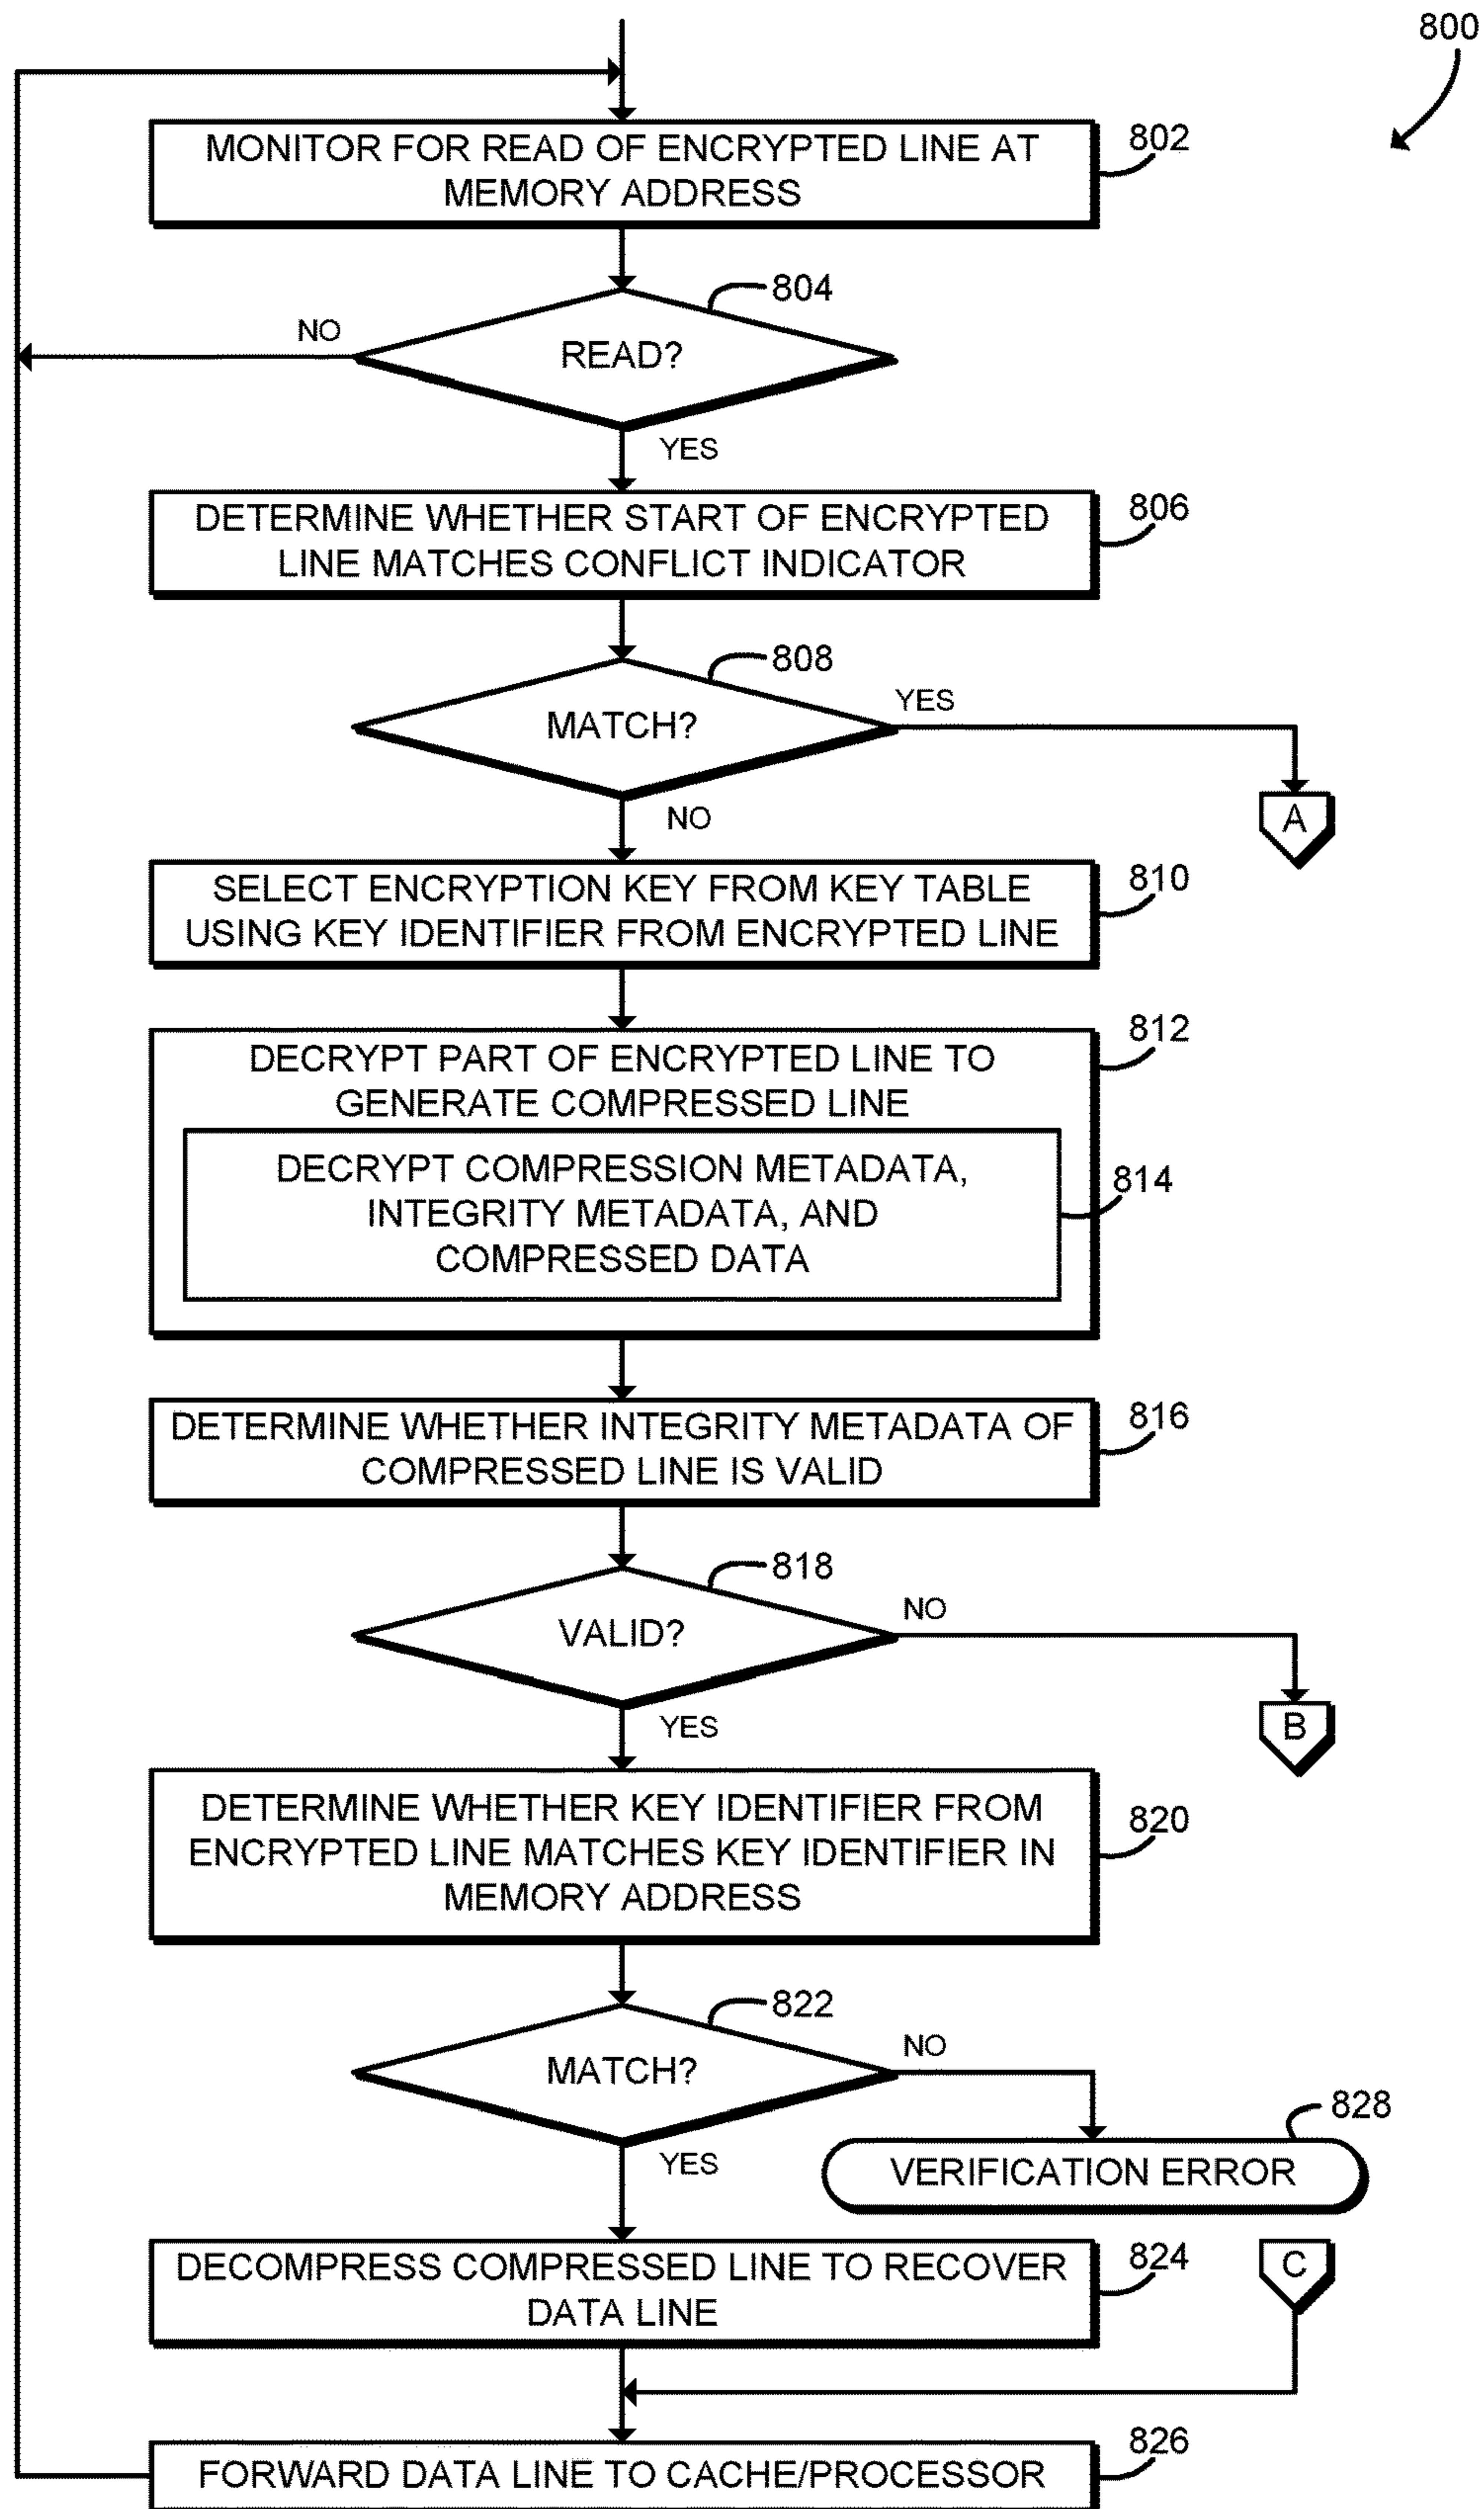 800
MONITOR FOR READ OF ENCRYPTED LINE AT
MEMORY ADDRESS
802
804
READ?
NO
YES
DETERMINE WHETHER START OF ENCRYPTED
LINE MATCHES CONFLICT INDICATOR
806
808
MATCH?
YES
A
NO
SELECT ENCRYPTION KEY FROM KEY TABLE
USING KEY IDENTIFIER FROM ENCRYPTED LINE
810
DECRYPT PART OF ENCRYPTED LINE TO
GENERATE COMPRESSED LINE
812
DECRYPT COMPRESSION METADATA,
INTEGRITY METADATA, AND
COMPRESSED DATA
814
DETERMINE WHETHER INTEGRITY METADATA OF
COMPRESSED LINE IS VALID
816
818
VALID?
NO
B
YES
DETERMINE WHETHER KEY IDENTIFIER FROM
ENCRYPTED LINE MATCHES KEY IDENTIFIER IN
MEMORY ADDRESS
820
822
MATCH?
NO
828
VERIFICATION ERROR
YES
DECOMPRESS COMPRESSED LINE TO RECOVER
DATA LINE
824
C
FORWARD DATA LINE TO CACHE/PROCESSOR
826